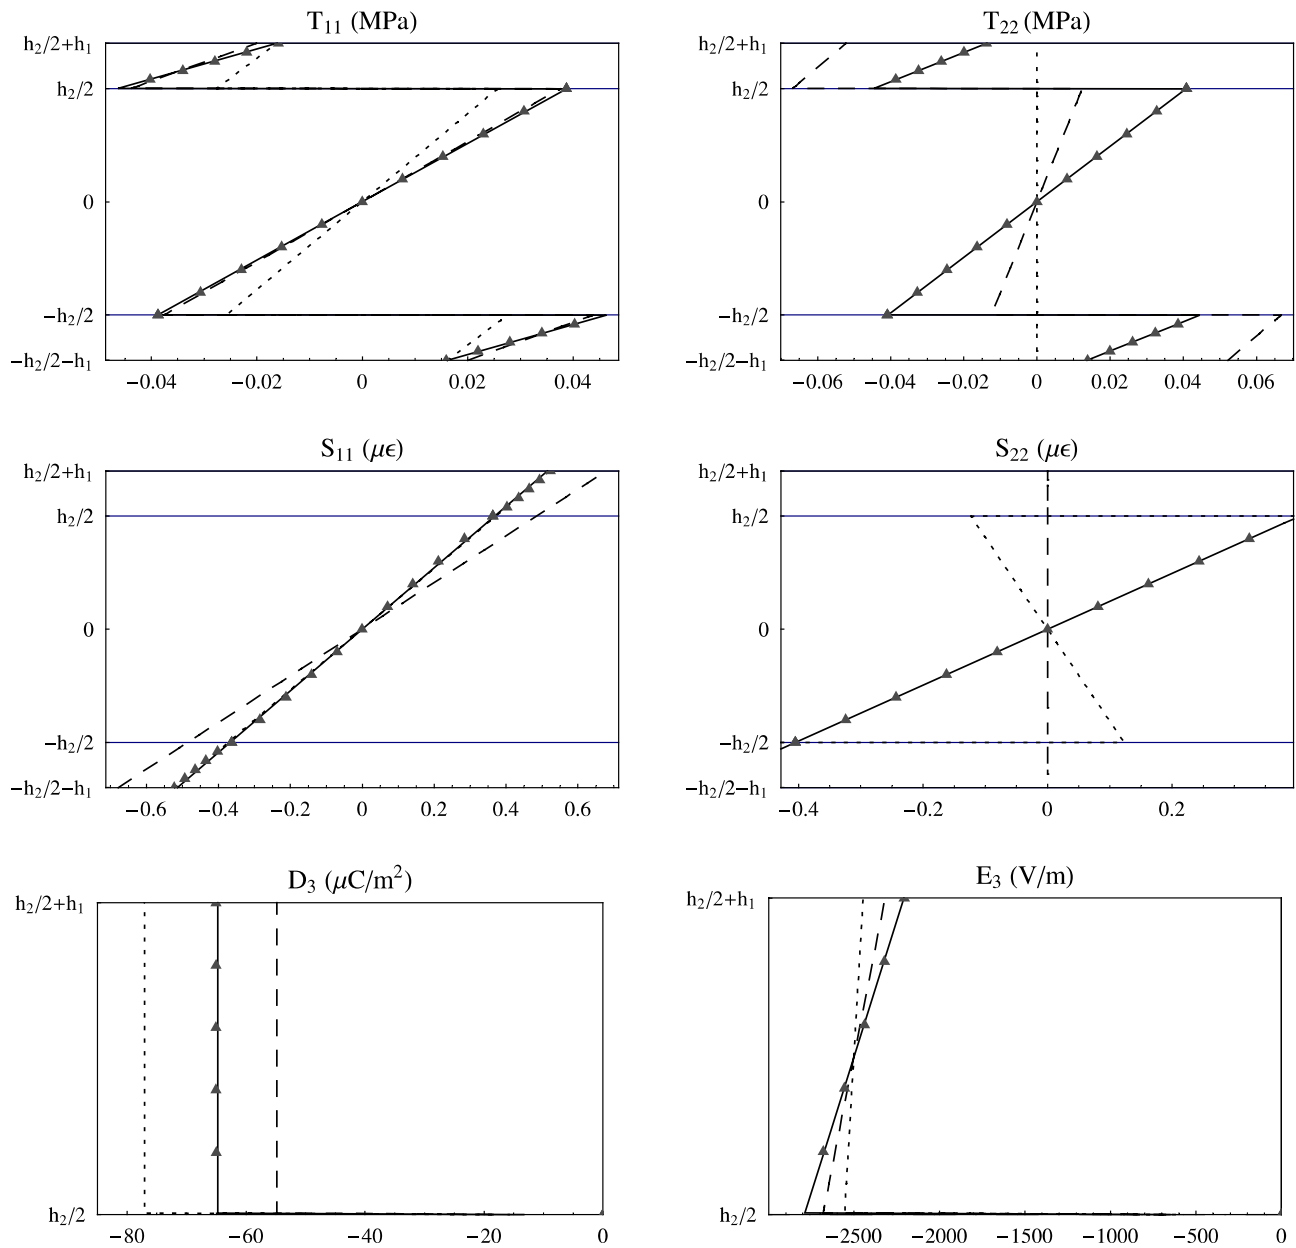 T₁₁ (MPa)
h₂/2+h₁
h₂/2
0
−h₂/2
−h₂/2−h₁
−0.04 −0.02 0 0.02 0.04
T₂₂ (MPa)
h₂/2+h₁
h₂/2
0
−h₂/2
−h₂/2−h₁
−0.06 −0.04 −0.02 0 0.02 0.04 0.06
S₁₁ (μϵ)
h₂/2+h₁
h₂/2
0
−h₂/2
−h₂/2−h₁
−0.6 −0.4 −0.2 0 0.2 0.4 0.6
S₂₂ (μϵ)
h₂/2+h₁
h₂/2
0
−h₂/2
−h₂/2−h₁
−0.4 −0.2 0 0.2
D₃ (μC/m²)
h₂/2+h₁
h₂/2
−80 −60 −40 −20 0
E₃ (V/m)
h₂/2+h₁
h₂/2
−2500 −2000 −1500 −1000 −500 0